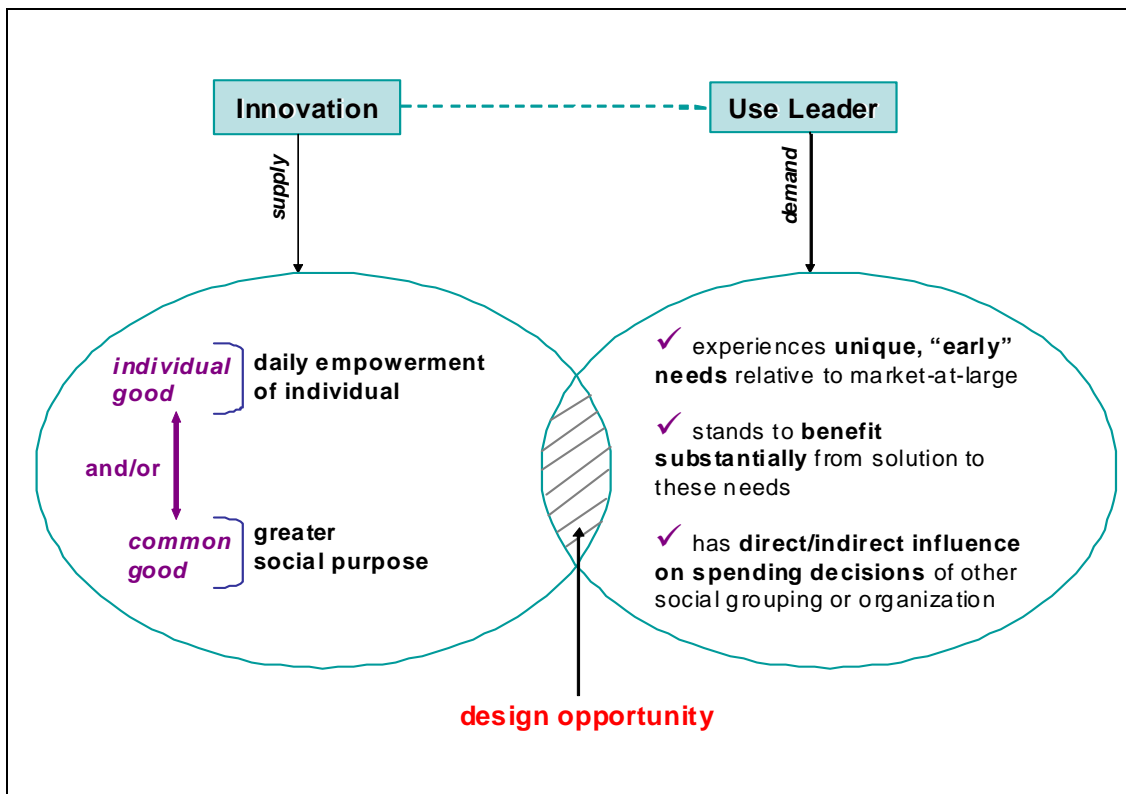 Innovation
Use Leader
supply
demand
individual
good
daily empowerment
of individual
and/or
common
good
greater
social purpose
✓ experiences unique, “early”
needs relative to market-at-large
✓ stands to benefit
substantially from solution to
these needs
✓ has direct/indirect influence
on spending decisions of other
social grouping or organization
design opportunity